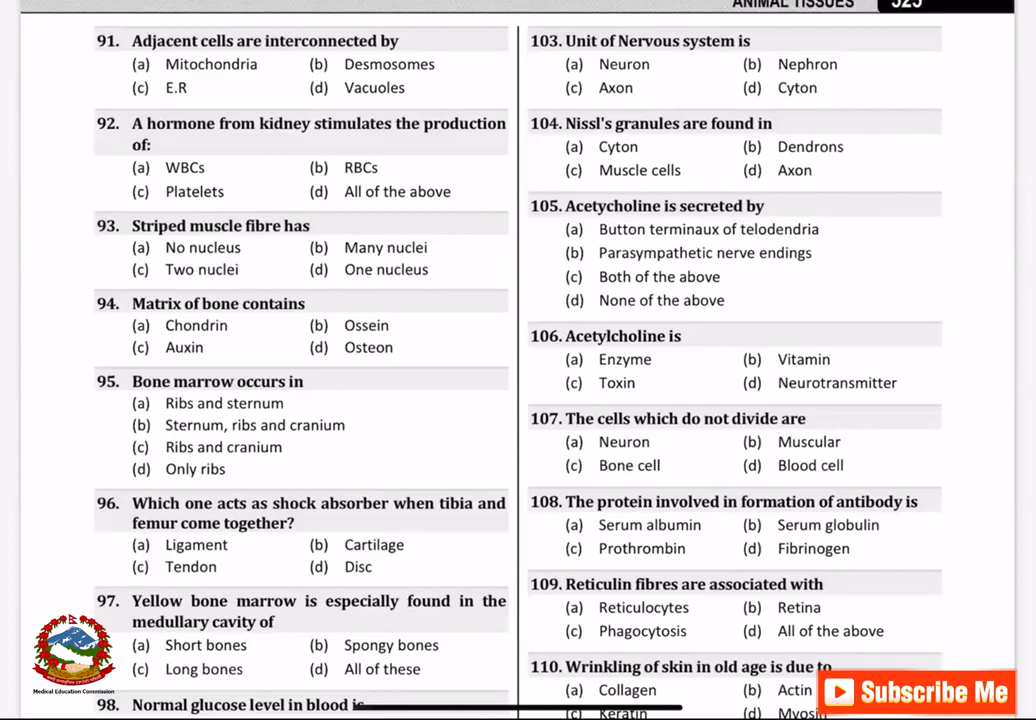 ANIMAL TISSUES 525
91. Adjacent cells are interconnected by
(a) Mitochondria (b) Desmosomes
(c) E.R (d) Vacuoles
92. A hormone from kidney stimulates the production
of:
(a) WBCs (b) RBCs
(c) Platelets (d) All of the above
93. Striped muscle fibre has
(a) No nucleus (b) Many nuclei
(c) Two nuclei (d) One nucleus
94. Matrix of bone contains
(a) Chondrin (b) Ossein
(c) Auxin (d) Osteon
95. Bone marrow occurs in
(a) Ribs and sternum
(b) Sternum, ribs and cranium
(c) Ribs and cranium
(d) Only ribs
96. Which one acts as shock absorber when tibia and
femur come together?
(a) Ligament (b) Cartilage
(c) Tendon (d) Disc
97. Yellow bone marrow is especially found in the
medullary cavity of
(a) Short bones (b) Spongy bones
(c) Long bones (d) All of these
98. Normal glucose level in blood is
103. Unit of Nervous system is
(a) Neuron (b) Nephron
(c) Axon (d) Cyton
104. Nissl's granules are found in
(a) Cyton (b) Dendrons
(c) Muscle cells (d) Axon
105. Acetycholine is secreted by
(a) Button terminaux of telodendria
(b) Parasympathetic nerve endings
(c) Both of the above
(d) None of the above
106. Acetylcholine is
(a) Enzyme (b) Vitamin
(c) Toxin (d) Neurotransmitter
107. The cells which do not divide are
(a) Neuron (b) Muscular
(c) Bone cell (d) Blood cell
108. The protein involved in formation of antibody is
(a) Serum albumin (b) Serum globulin
(c) Prothrombin (d) Fibrinogen
109. Reticulin fibres are associated with
(a) Reticulocytes (b) Retina
(c) Phagocytosis (d) All of the above
110. Wrinkling of skin in old age is due to
(a) Collagen (b) Actin
(c) Keratin (d) Myosin
Medical Education Commission
Subscribe Me